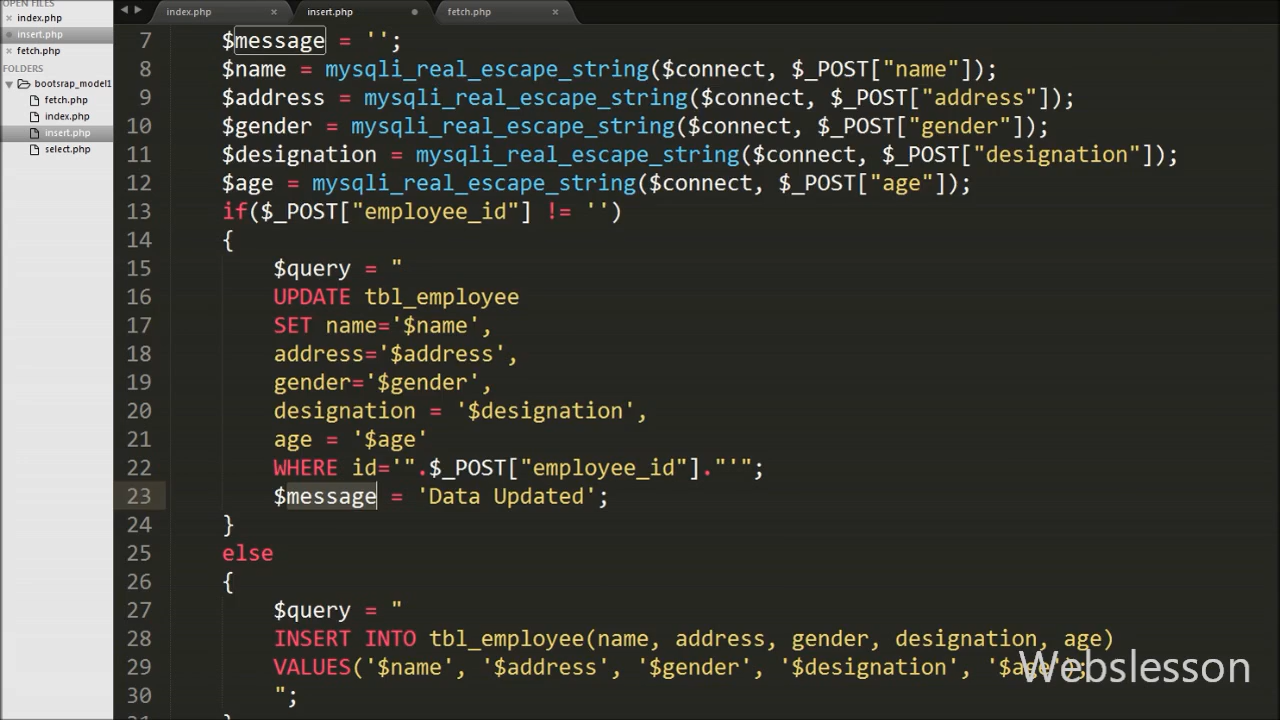 OPEN FILES
index.php
insert.php
fetch.php
FOLDERS
bootsrap_model1
fetch.php
index.php
insert.php
select.php
index.php × insert.php fetch.php ×
7 $message = '';
8 $name = mysqli_real_escape_string($connect, $_POST["name"]);
9 $address = mysqli_real_escape_string($connect, $_POST["address"]);
10 $gender = mysqli_real_escape_string($connect, $_POST["gender"]);
11 $designation = mysqli_real_escape_string($connect, $_POST["designation"]);
12 $age = mysqli_real_escape_string($connect, $_POST["age"]);
13 if($_POST["employee_id"] != '')
14 {
15 $query = "
16 UPDATE tbl_employee
17 SET name='$name',
18 address='$address',
19 gender='$gender',
20 designation = '$designation',
21 age = '$age'
22 WHERE id='".$_POST["employee_id"]."'";
23 $message = 'Data Updated';
24 }
25 else
26 {
27 $query = "
28 INSERT INTO tbl_employee(name, address, gender, designation, age)
29 VALUES('$name', '$address', '$gender', '$designation', '$age');
30 ";
Webslesson